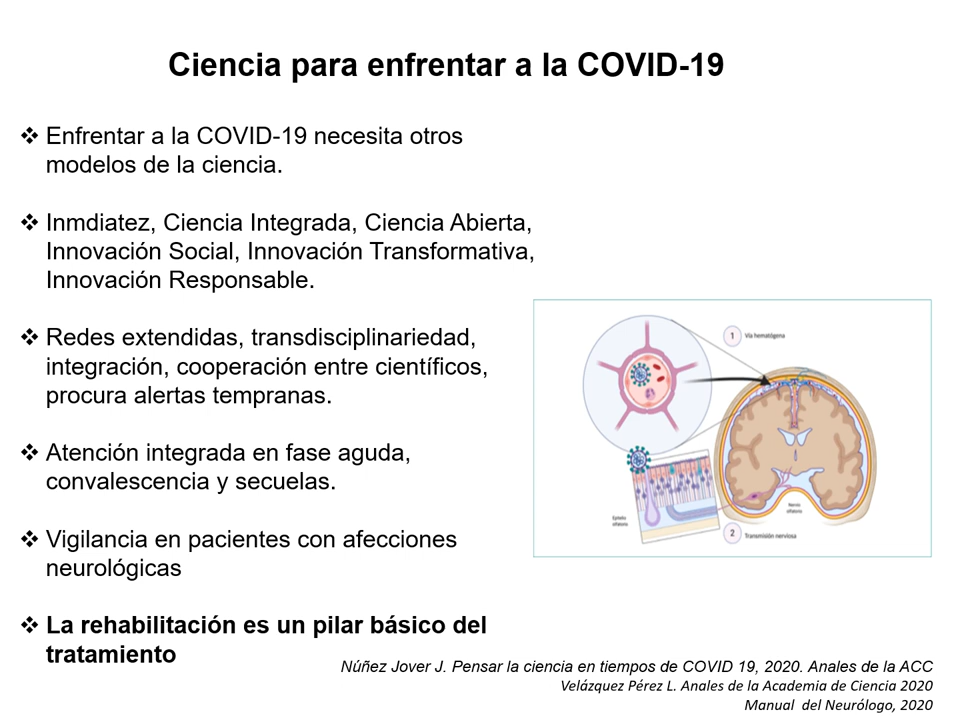 Ciencia para enfrentar a la COVID-19
❖ Enfrentar a la COVID-19 necesita otros
modelos de la ciencia.
❖ Inmdiatez, Ciencia Integrada, Ciencia Abierta,
Innovación Social, Innovación Transformativa,
Innovación Responsable.
❖ Redes extendidas, transdisciplinariedad,
integración, cooperación entre científicos,
procura alertas tempranas.
❖ Atención integrada en fase aguda,
convalescencia y secuelas.
❖ Vigilancia en pacientes con afecciones
neurológicas
❖ La rehabilitación es un pilar básico del
tratamiento
1 Vía hematógena
Epitelio
olfatorio
Nervio
olfatorio
2 Transmisión nerviosa
Núñez Jover J. Pensar la ciencia en tiempos de COVID 19, 2020. Anales de la ACC
Velázquez Pérez L. Anales de la Academia de Ciencia 2020
Manual del Neurólogo, 2020